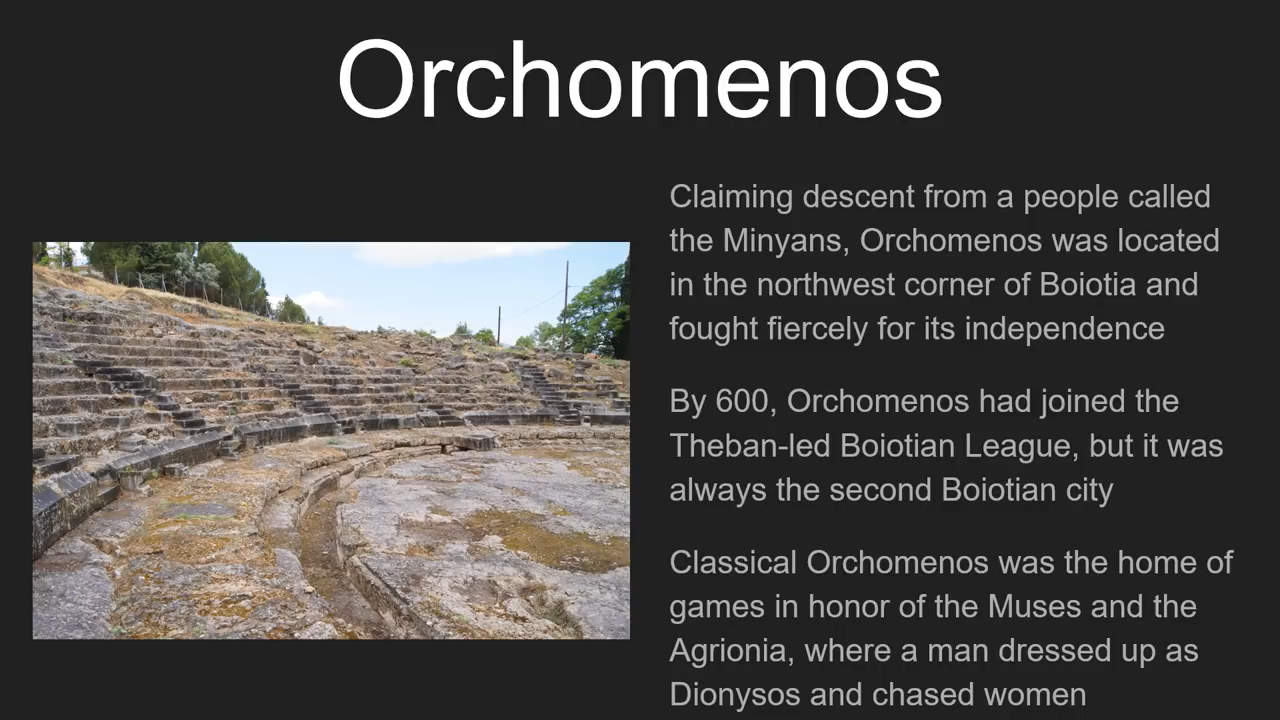 Orchomenos
Claiming descent from a people called
the Minyans, Orchomenos was located
in the northwest corner of Boiotia and
fought fiercely for its independence
By 600, Orchomenos had joined the
Theban-led Boiotian League, but it was
always the second Boiotian city
Classical Orchomenos was the home of
games in honor of the Muses and the
Agrionia, where a man dressed up as
Dionysos and chased women